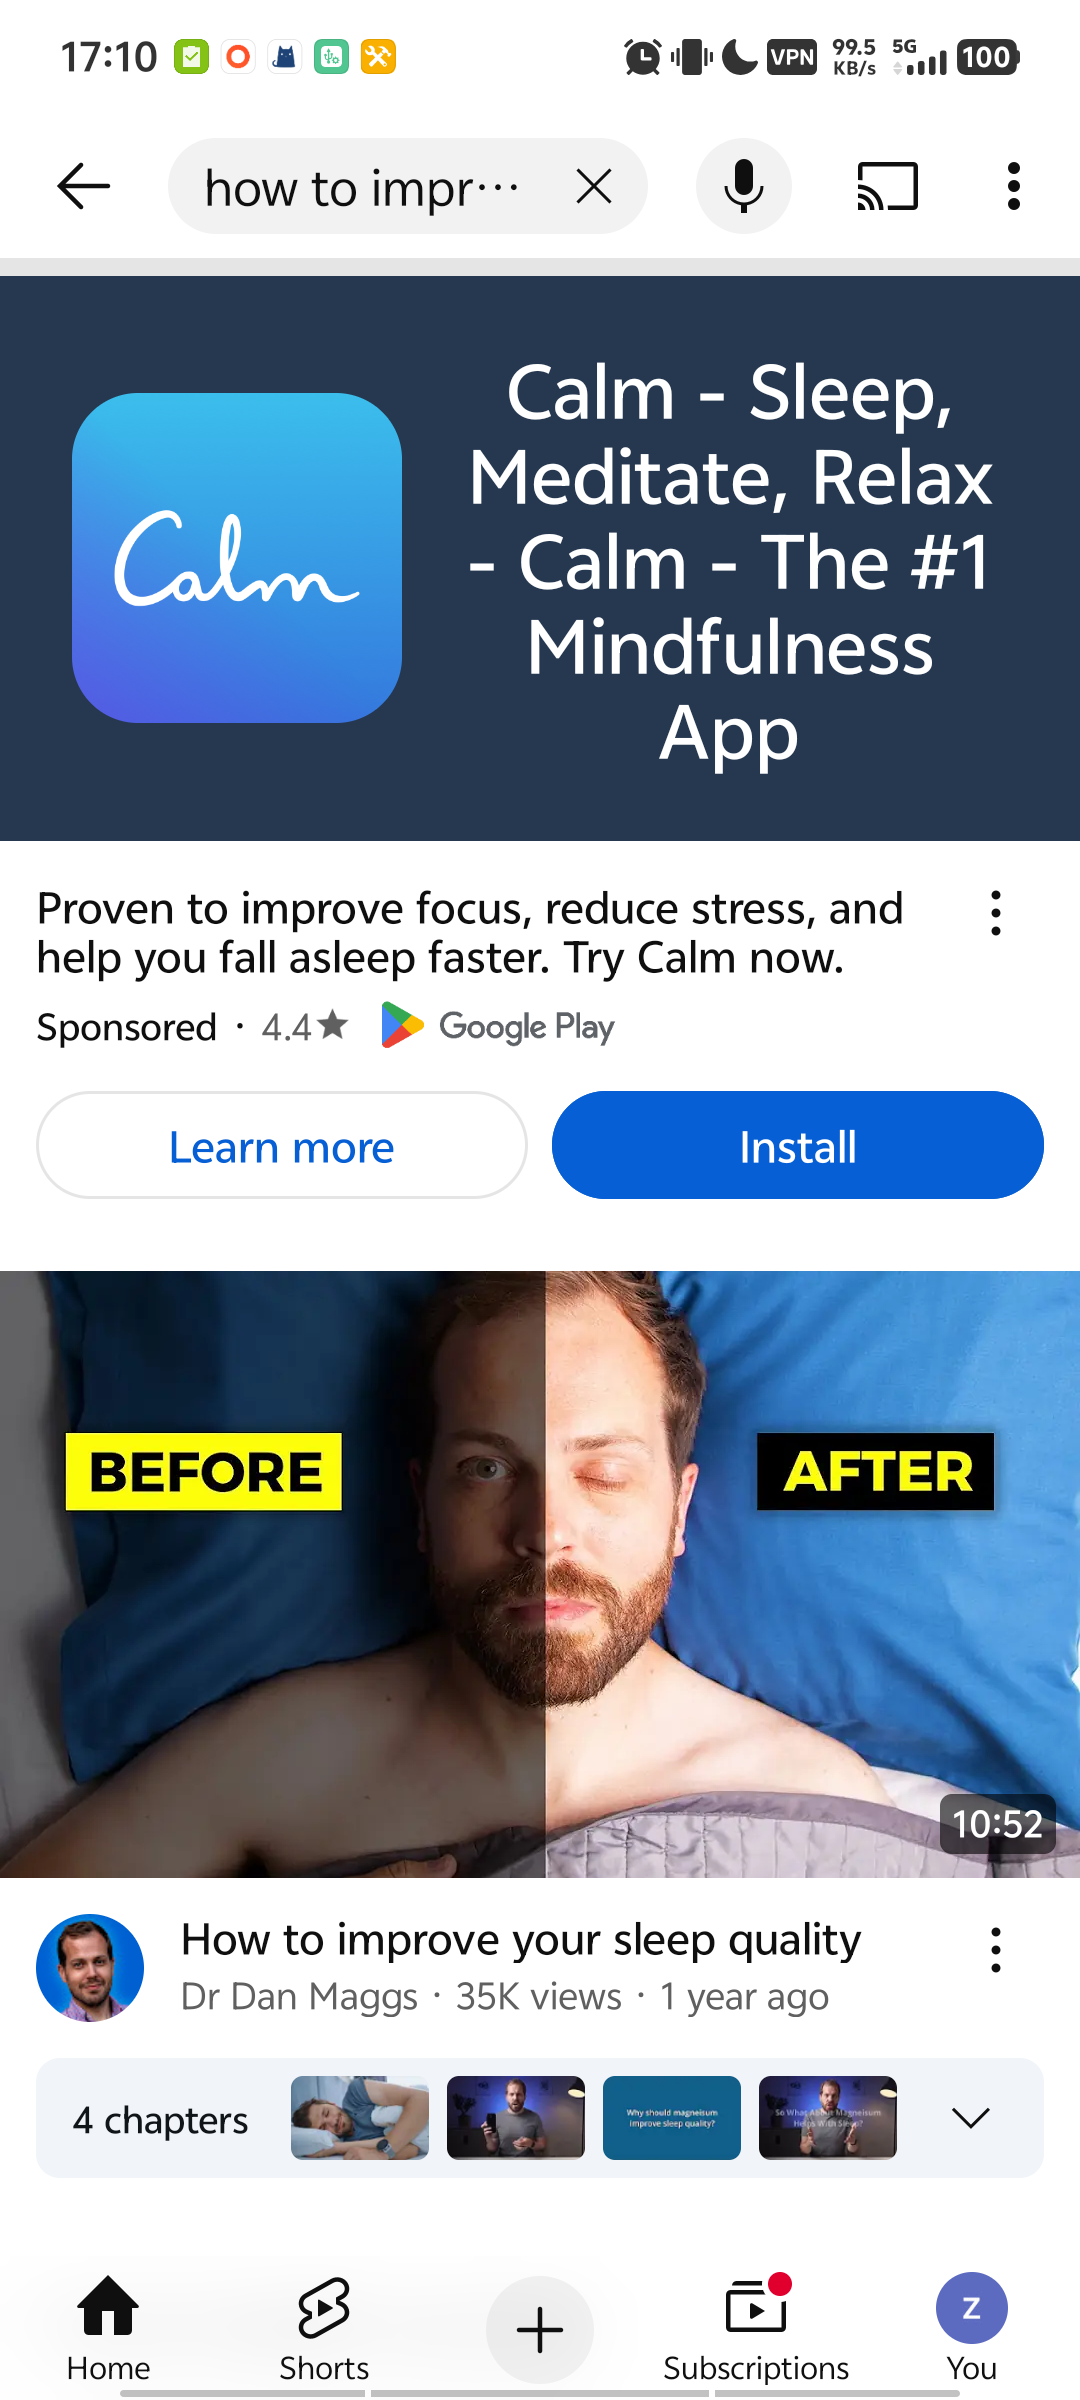 17:10
VPN
99.5
KB/s
5G
100
how to impr···
Calm
Calm - Sleep,
Meditate, Relax
- Calm - The #1
Mindfulness
App
Proven to improve focus, reduce stress, and
help you fall asleep faster. Try Calm now.
Sponsored · 4.4★ Google Play
Learn more
Install
BEFORE
AFTER
10:52
How to improve your sleep quality
Dr Dan Maggs · 35K views · 1 year ago
4 chapters
Why should magneisum
improve sleep quality?
So What About Magneisum
Helps With Sleep?
Home
Shorts
Subscriptions
Z
You